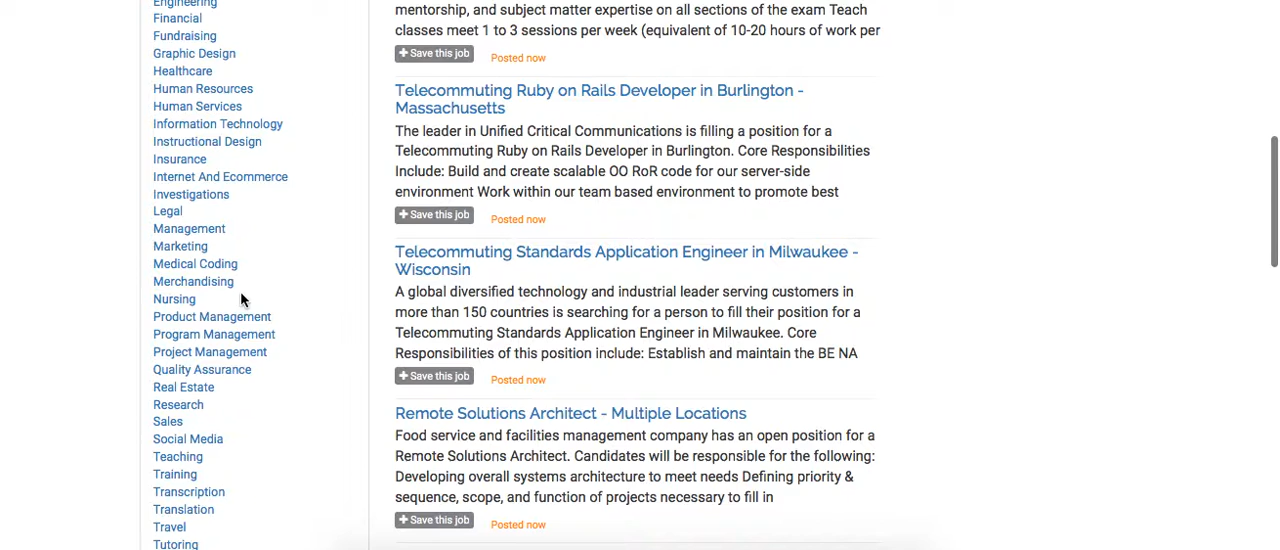 Engineering
Financial
Fundraising
Graphic Design
Healthcare
Human Resources
Human Services
Information Technology
Instructional Design
Insurance
Internet And Ecommerce
Investigations
Legal
Management
Marketing
Medical Coding
Merchandising
Nursing
Product Management
Program Management
Project Management
Quality Assurance
Real Estate
Research
Sales
Social Media
Teaching
Training
Transcription
Translation
Travel
Tutoring
mentorship, and subject matter expertise on all sections of the exam Teach
classes meet 1 to 3 sessions per week (equivalent of 10-20 hours of work per
+ Save this job
Posted now
Telecommuting Ruby on Rails Developer in Burlington -
Massachusetts
The leader in Unified Critical Communications is filling a position for a
Telecommuting Ruby on Rails Developer in Burlington. Core Responsibilities
Include: Build and create scalable OO RoR code for our server-side
environment Work within our team based environment to promote best
+ Save this job
Posted now
Telecommuting Standards Application Engineer in Milwaukee -
Wisconsin
A global diversified technology and industrial leader serving customers in
more than 150 countries is searching for a person to fill their position for a
Telecommuting Standards Application Engineer in Milwaukee. Core
Responsibilities of this position include: Establish and maintain the BE NA
+ Save this job
Posted now
Remote Solutions Architect - Multiple Locations
Food service and facilities management company has an open position for a
Remote Solutions Architect. Candidates will be responsible for the following:
Developing overall systems architecture to meet needs Defining priority &
sequence, scope, and function of projects necessary to fill in
+ Save this job
Posted now